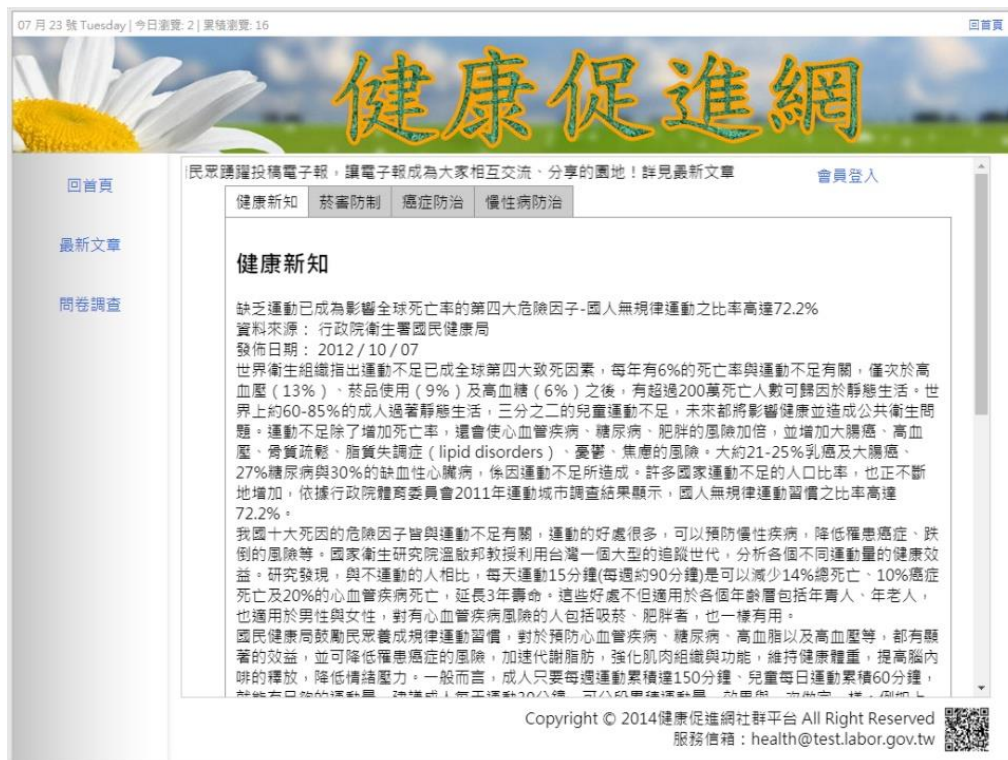 07 月 23 號 Tuesday | 今日瀏覽: 2 | 累積瀏覽: 16
回首頁
健康促進網
回首頁
最新文章
問卷調查
民眾踴躍投稿電子報，讓電子報成為大家相互交流、分享的園地！詳見最新文章
會員登入
健康新知 菸害防制 癌症防治 慢性病防治
健康新知
缺乏運動已成為影響全球死亡率的第四大危險因子-國人無規律運動之比率高達72.2%
資料來源： 行政院衛生署國民健康局
發佈日期： 2012 / 10 / 07
世界衛生組織指出運動不足已成全球第四大致死因素，每年有6%的死亡率與運動不足有關，僅次於高
血壓（13%）、菸品使用（9%）及高血糖（6%）之後，有超過200萬死亡人數可歸因於靜態生活。世
界上約60-85%的成人過著靜態生活，三分之二的兒童運動不足，未來都將影響健康並造成公共衛生問
題。運動不足除了增加死亡率，還會使心血管疾病、糖尿病、肥胖的風險加倍，並增加大腸癌、高血
壓、骨質疏鬆、脂質失調症（lipid disorders）、憂鬱、焦慮的風險。大約21-25%乳癌及大腸癌、
27%糖尿病與30%的缺血性心臟病，係因運動不足所造成。許多國家運動不足的人口比率，也正不斷
地增加，依據行政院體育委員會2011年運動城市調查結果顯示，國人無規律運動習慣之比率高達
72.2%。
我國十大死因的危險因子皆與運動不足有關，運動的好處很多，可以預防慢性疾病，降低罹患癌症、跌
倒的風險等。國家衛生研究院溫啟邦教授利用台灣一個大型的追蹤世代，分析各個不同運動量的健康效
益。研究發現，與不運動的人相比，每天運動15分鐘(每週約90分鐘)是可以減少14%總死亡、10%癌症
死亡及20%的心血管疾病死亡，延長3年壽命。這些好處不但適用於各個年齡層包括年青人、年老人，
也適用於男性與女性，對有心血管疾病風險的人包括吸菸、肥胖者，也一樣有用。
國民健康局鼓勵民眾養成規律運動習慣，對於預防心血管疾病、糖尿病、高血脂以及高血壓等，都有顯
著的效益，並可降低罹患癌症的風險，加速代謝脂肪，強化肌肉組織與功能，維持健康體重，提高腦內
啡的釋放，降低情緒壓力。一般而言，成人只要每週運動累積達150分鐘、兒童每日運動累積60分鐘，
Copyright © 2014健康促進網社群平台 All Right Reserved
服務信箱：health@test.labor.gov.tw